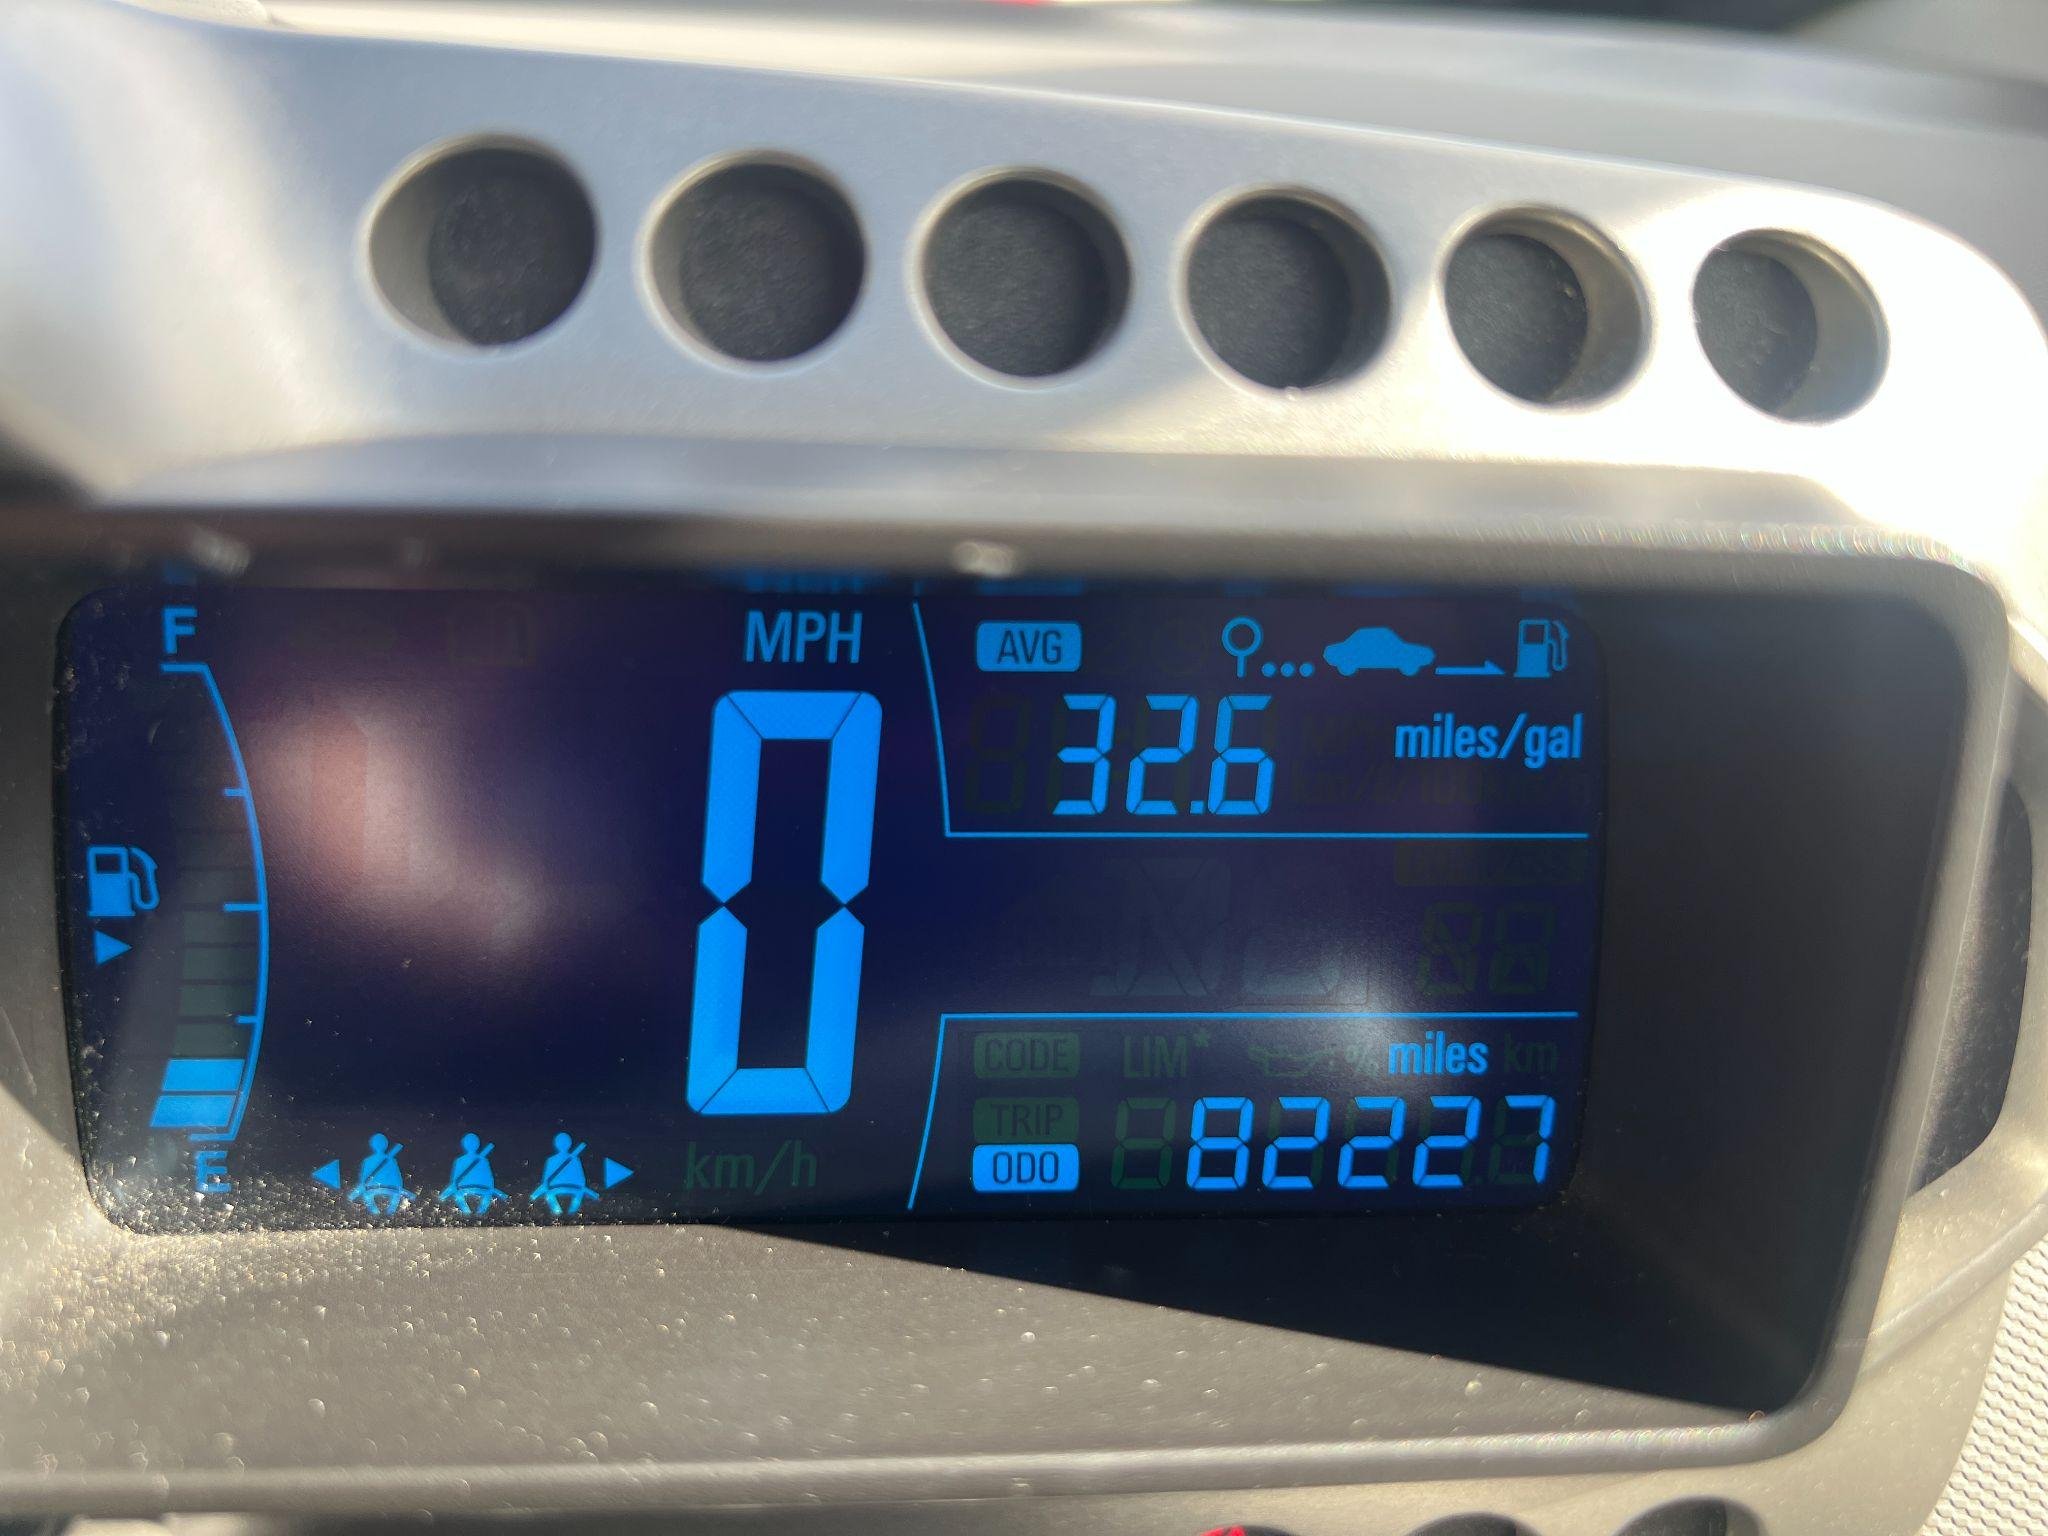 F
MPH
AVG
32.6 miles/gal
0
CODE LIM* % miles km
TRIP
ODO 82227
E
km/h